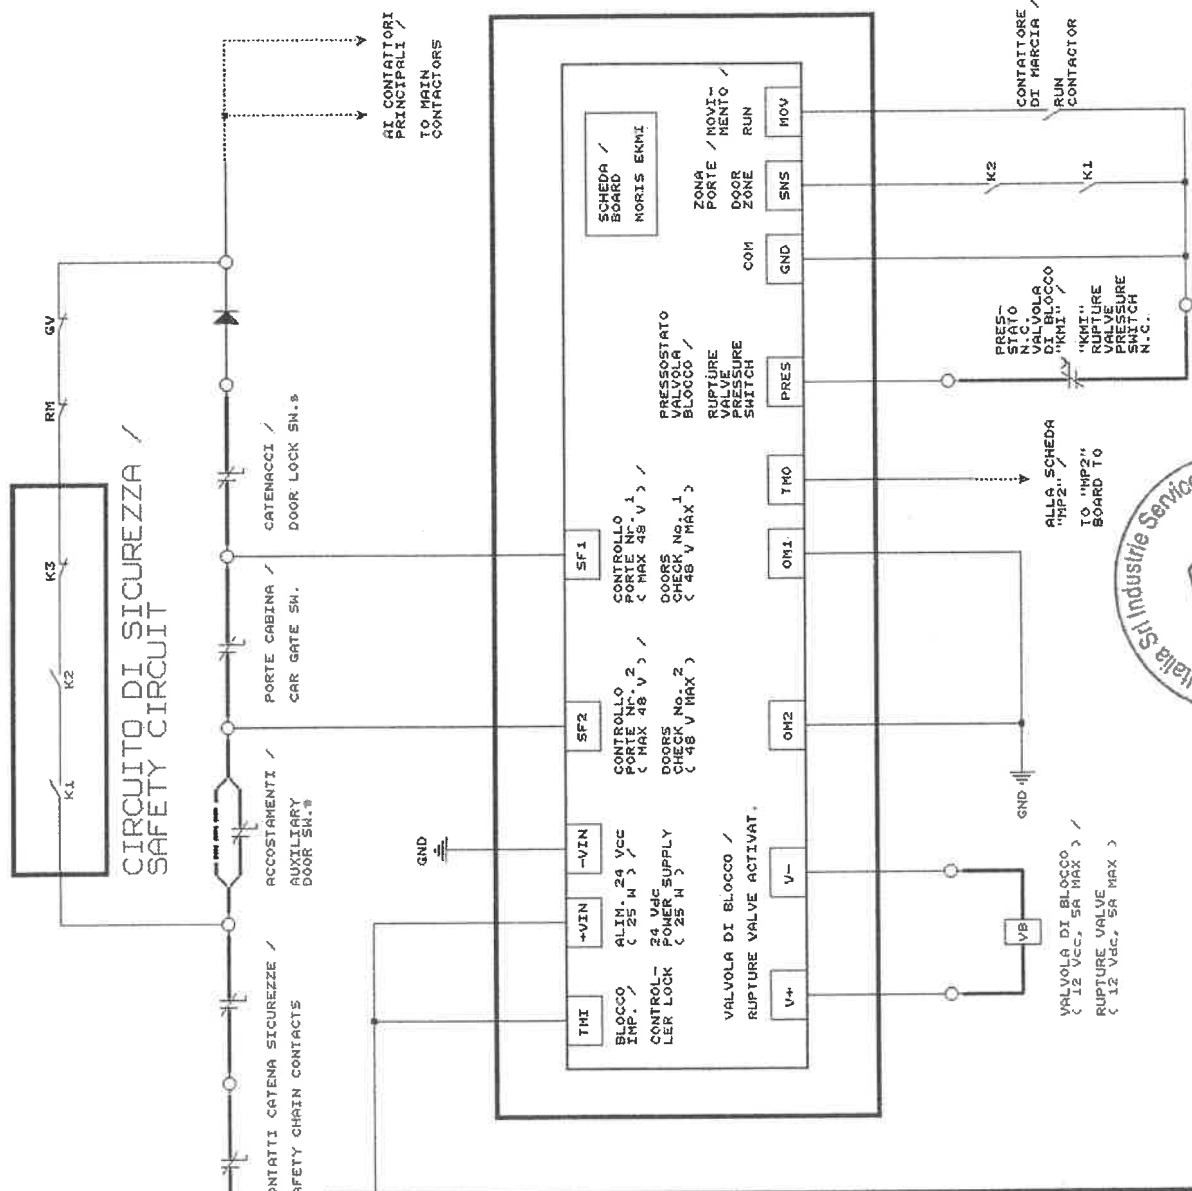 K1
K2
K3
RM
GV
CIRCUITO DI SICUREZZA /
SAFETY CIRCUIT
ONTATTI CATENA SICUREZZE /
AFETY CHAIN CONTACTS
ACCOSTAMENTI /
AUXILIARY
DOOR SW.s
PORTE CABINA /
CAR GATE SW.
CATENACCI /
DOOR LOCK SW.s
AI CONTATTORI
PRINCIPALI /
TO MAIN
CONTACTORS
GND
TMI
+VIN
-VIN
SF2
SF1
BLOCCO
IMP. /
CONTROL-
LER LOCK
ALIM. 24 Vcc
( 25 W ) /
24 Vdc
POWER SUPPLY
( 25 W )
CONTROLLO
PORTE Nr. 2
( MAX 48 V ) /
DOORS
CHECK No. 2
( 48 V MAX )
CONTROLLO
PORTE Nr. 1
( MAX 48 V ) /
DOORS
CHECK No. 1
( 48 V MAX )
SCHEDA /
BOARD
MORIS EKMI
VALVOLA DI BLOCCO /
RUPTURE VALVE ACTIVAT.
PRESSOSTATO
VALVOLA
BLOCCO /
RUPTURE
VALVE
PRESSURE
SWITCH
COM
ZONA
PORTE /
DOOR
ZONE
MOVI-
MENTO /
RUN
V+
V-
OM2
OM1
TMO
PRES
GND
SNS
MOV
VB
VALVOLA DI BLOCCO
( 12 Vcc, 5A MAX ) /
RUPTURE VALVE
( 12 Vdc, 5A MAX )
GND
ALLA SCHEDA
"MP2" /
TO "MP2"
BOARD TO
PRES-
STATO
N.C.
VALVOLA
DI BLOCCO
"KMI" /
"KMI"
RUPTURE
VALVE
PRESSURE
SWITCH
N.C.
K2
K1
CONTATTORE
DI MARCIA /
RUN
CONTACTOR
Italia Srl Industrie Service